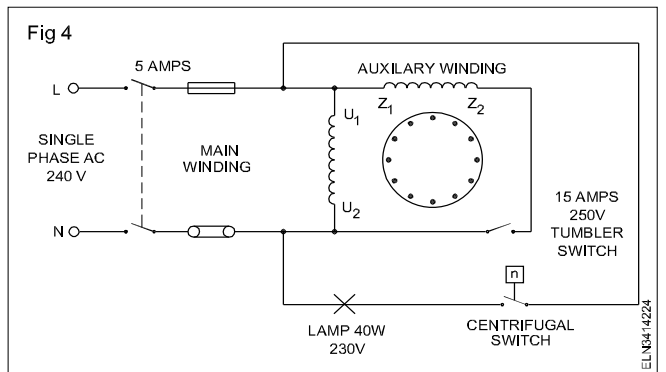 Fig 4
5 AMPS
AUXILARY WINDING
L
Z1
Z2
U1
SINGLE
PHASE AC
240 V
MAIN
WINDING
U2
15 AMPS
250V
TUMBLER
SWITCH
N
n
LAMP 40W
230V
CENTRIFUGAL
SWITCH
ELN3414224